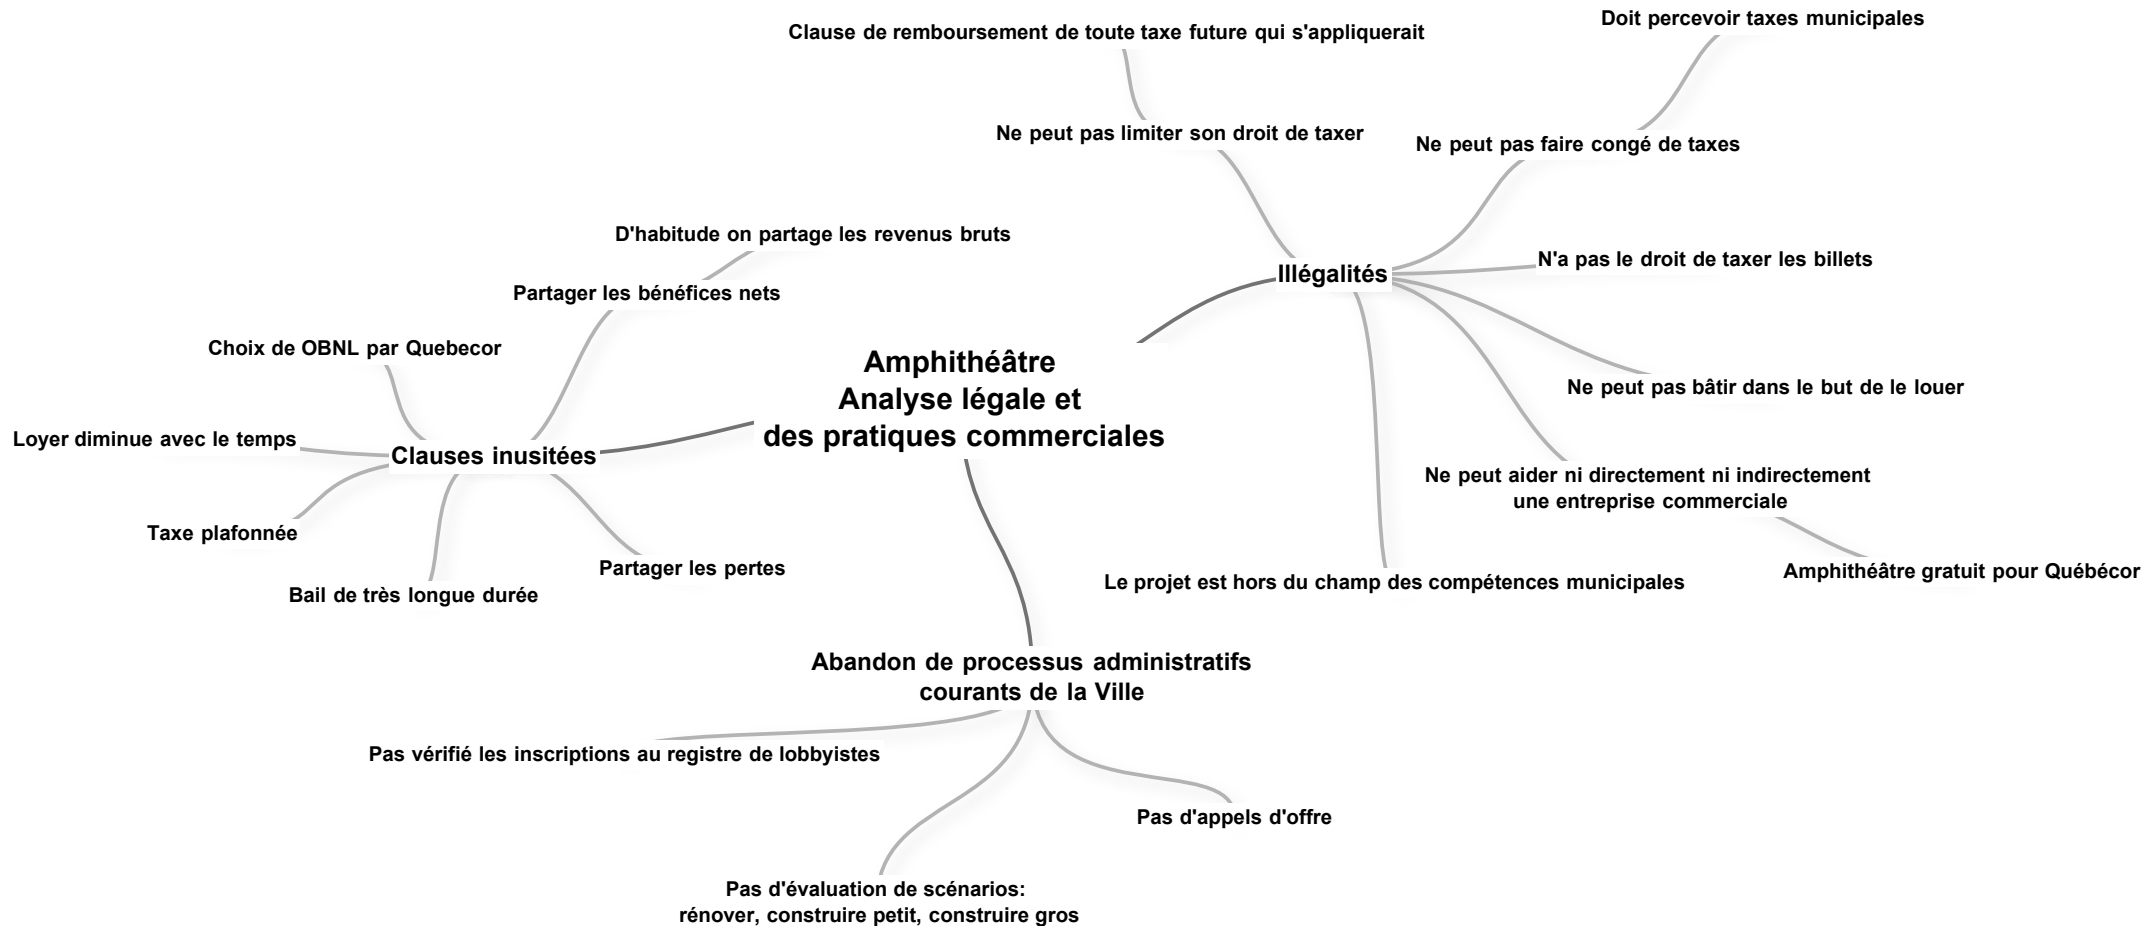 Amphithéâtre
Analyse légale et
des pratiques commerciales
Illégalités
Ne peut pas limiter son droit de taxer
Clause de remboursement de toute taxe future qui s'appliquerait
Ne peut pas faire congé de taxes
Doit percevoir taxes municipales
N'a pas le droit de taxer les billets
Ne peut pas bâtir dans le but de le louer
Ne peut aider ni directement ni indirectement
une entreprise commerciale
Amphithéâtre gratuit pour Québécor
Le projet est hors du champ des compétences municipales
Abandon de processus administratifs
courants de la Ville
Pas d'appels d'offre
Pas d'évaluation de scénarios:
rénover, construire petit, construire gros
Pas vérifié les inscriptions au registre de lobbyistes
Clauses inusitées
Partager les bénéfices nets
D'habitude on partage les revenus bruts
Choix de OBNL par Quebecor
Loyer diminue avec le temps
Taxe plafonnée
Bail de très longue durée
Partager les pertes